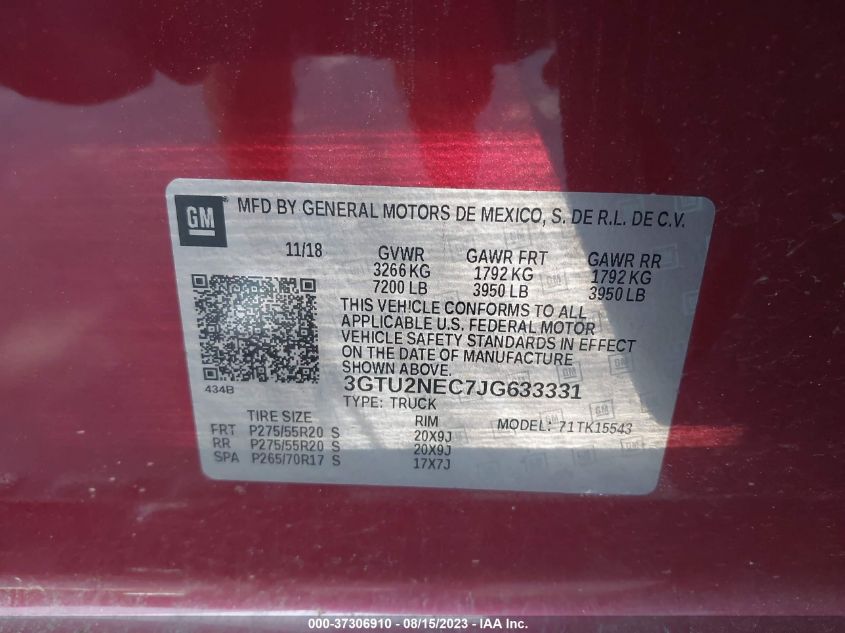 GM MFD BY GENERAL MOTORS DE MEXICO, S. DE R.L. DE C.V.
11/18 GVWR GAWR FRT GAWR RR
3266 KG 1792 KG 1792 KG
7200 LB 3950 LB 3950 LB
THIS VEHICLE CONFORMS TO ALL
APPLICABLE U.S. FEDERAL MOTOR
VEHICLE SAFETY STANDARDS IN EFFECT
ON THE DATE OF MANUFACTURE
SHOWN ABOVE.
434B 3GTU2NEC7JG633331
TYPE: TRUCK
TIRE SIZE RIM MODEL: 71TK15543
FRT P275/55R20 S 20X9J
RR P275/55R20 S 20X9J
SPA P265/70R17 S 17X7J
000-37306910 - 08/15/2023 - IAA Inc.